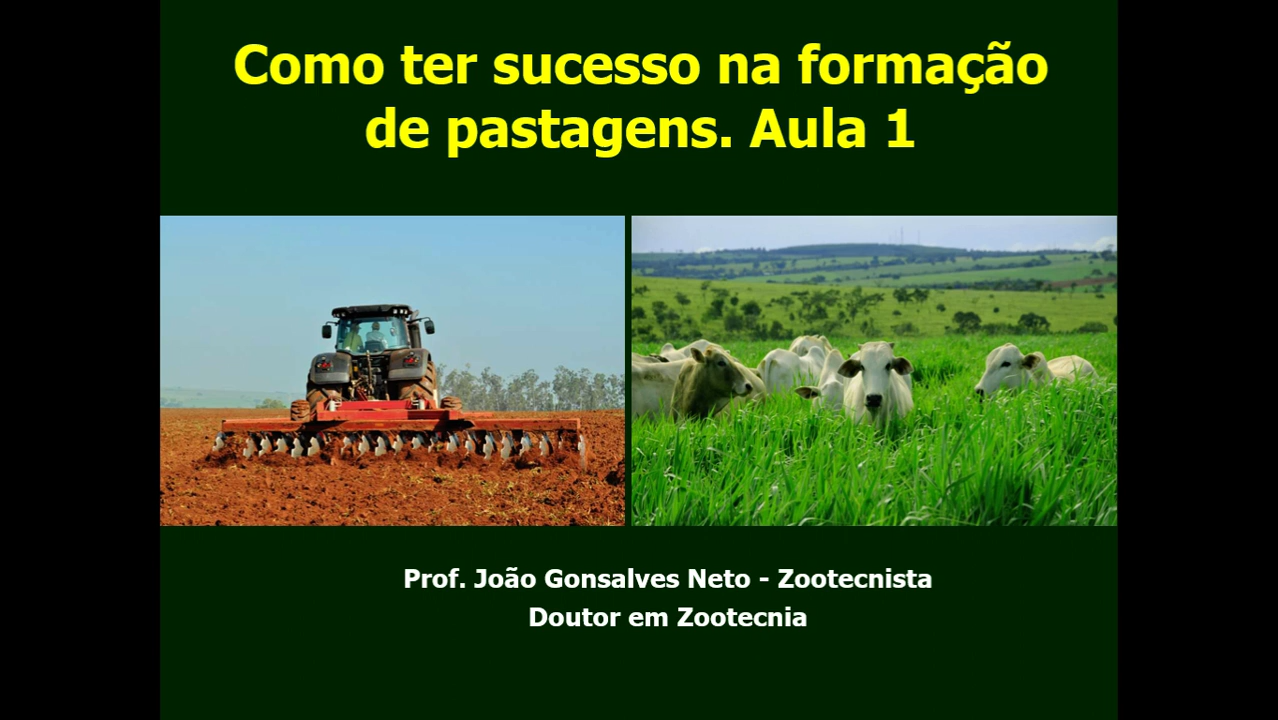 Como ter sucesso na formação
de pastagens. Aula 1
Prof. João Gonsalves Neto - Zootecnista
Doutor em Zootecnia